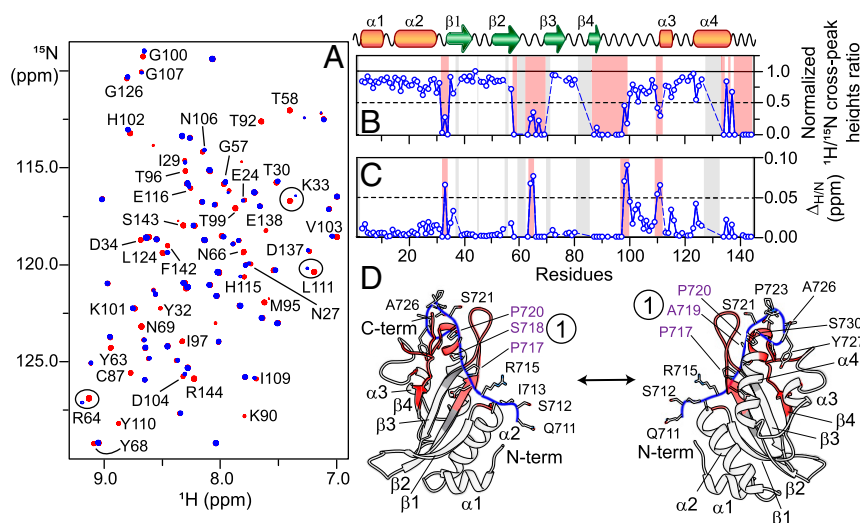 A
¹⁵N
(ppm)
G100
G107
G126
H102
N106
T92
T58
115.0
I29
G57
T96
E24
T30
E116
K33
S143
T99
E138
V103
D34
N66
D137
120.0
L124
F142
L111
H115
N27
K101
Y32
M95
N69
I97
Y63
125.0
C87
D104
I109
R144
R64
K90
Y110
Y68
9.0
8.0
7.0
¹H (ppm)
α1 α2 β1 β2 β3 β4 α3 α4
B
1.0
0.5
0.0
Normalized
¹H/¹⁵N cross-peak
heights ratio
C
0.10
0.05
0.00
Δ H/N (ppm)
20 40 60 80 100 120 140
Residues
D
A726
S721
P720
S718
P717
1
C-term
R715
I713
S712
Q711
α3
β4
β3
α2
N-term
β2
β1
α1
1
P720
A719
P717
S721
P723
A726
S730
Y727
α4
R715
S712
Q711
α3
β4
β3
N-term
α2
α1
β2
β1